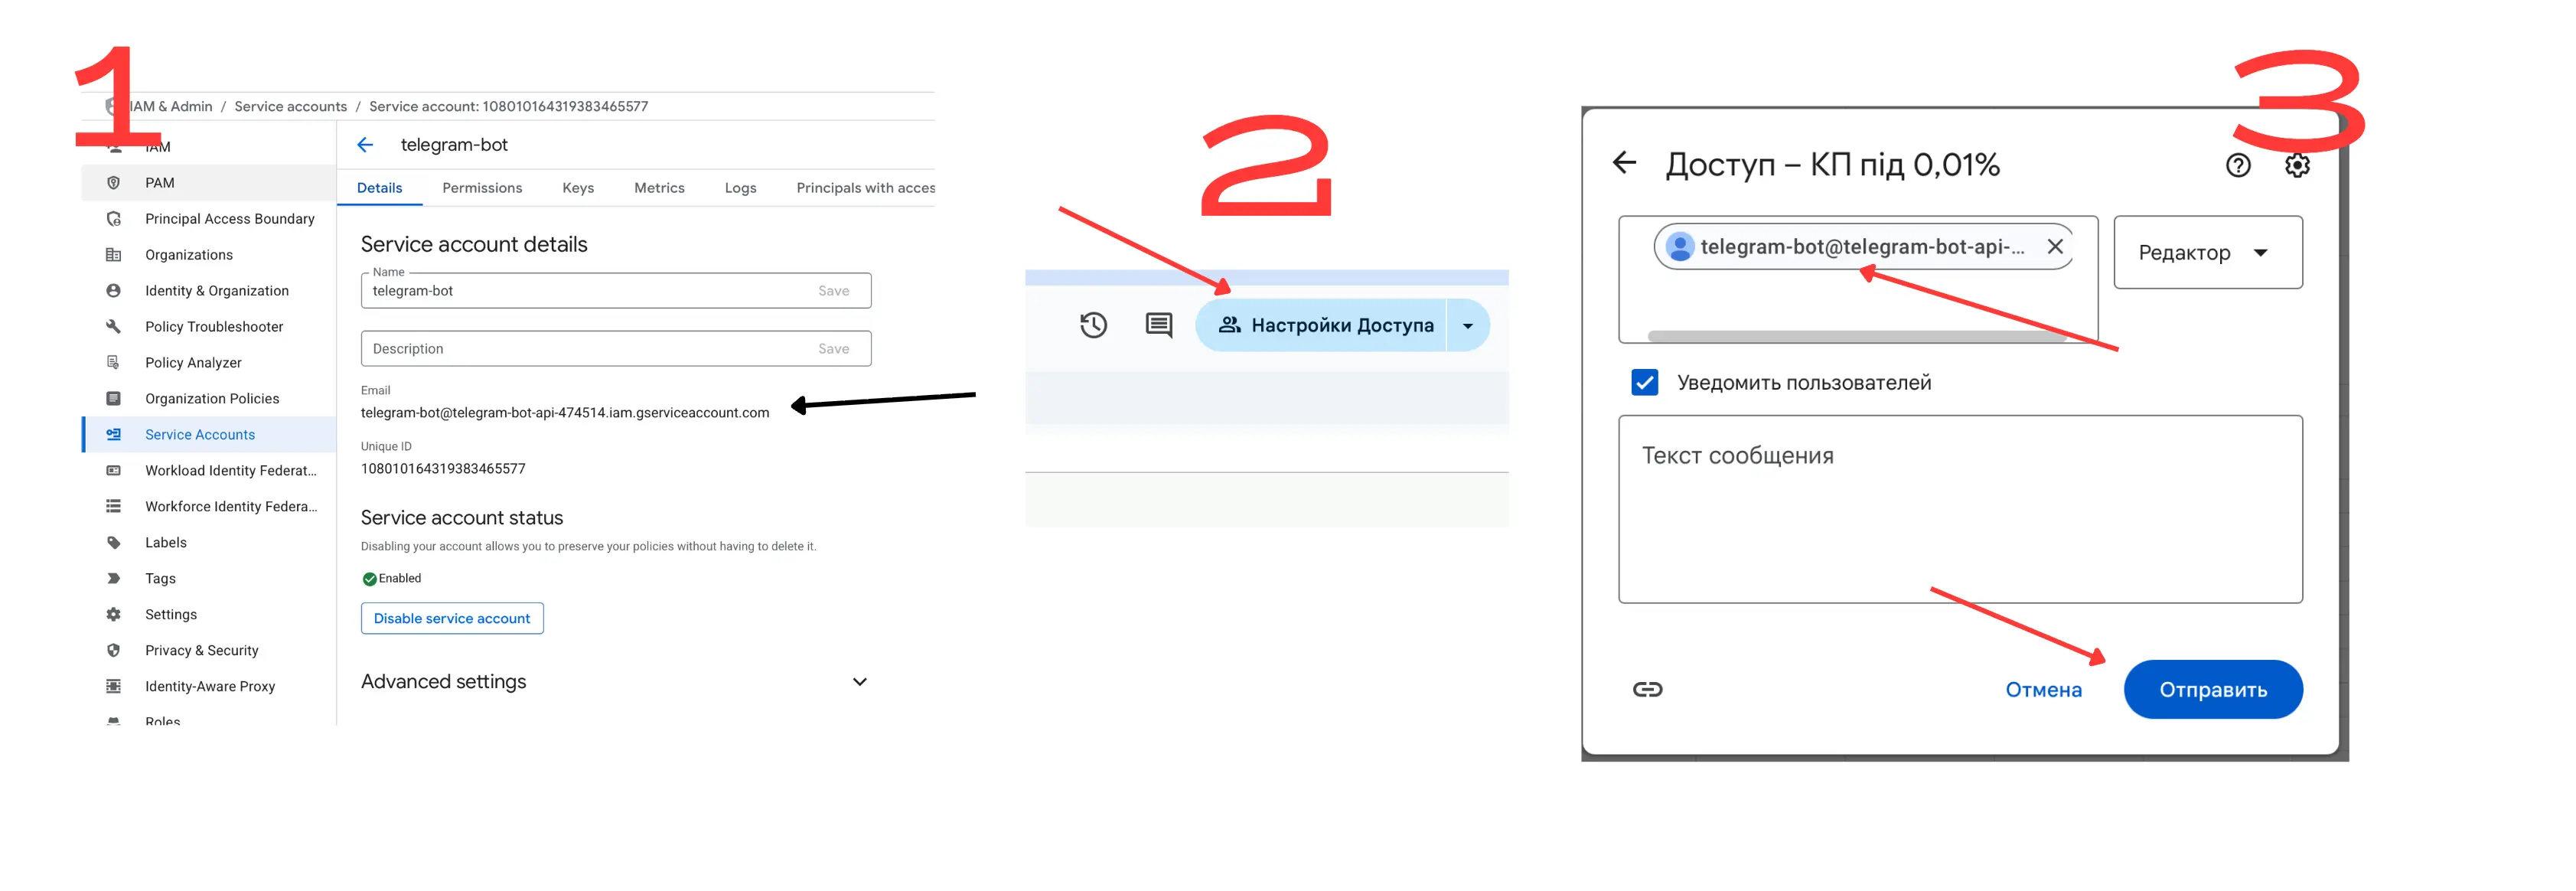 1
IAM & Admin / Service accounts / Service account: 108010164319383465577
IAM
PAM
Principal Access Boundary
Organizations
Identity & Organization
Policy Troubleshooter
Policy Analyzer
Organization Policies
Service Accounts
Workload Identity Federat...
Workforce Identity Federa...
Labels
Tags
Settings
Privacy & Security
Identity-Aware Proxy
Roles
telegram-bot
Details Permissions Keys Metrics Logs Principals with acces
Service account details
Name
telegram-bot Save
Description Save
Email
telegram-bot@telegram-bot-api-474514.iam.gserviceaccount.com
Unique ID
108010164319383465577
Service account status
Disabling your account allows you to preserve your policies without having to delete it.
Enabled
Disable service account
Advanced settings
2
Настройки Доступа
3
Доступ – КП під 0,01%
telegram-bot@telegram-bot-api-...
Редактор
Уведомить пользователей
Текст сообщения
Отмена Отправить